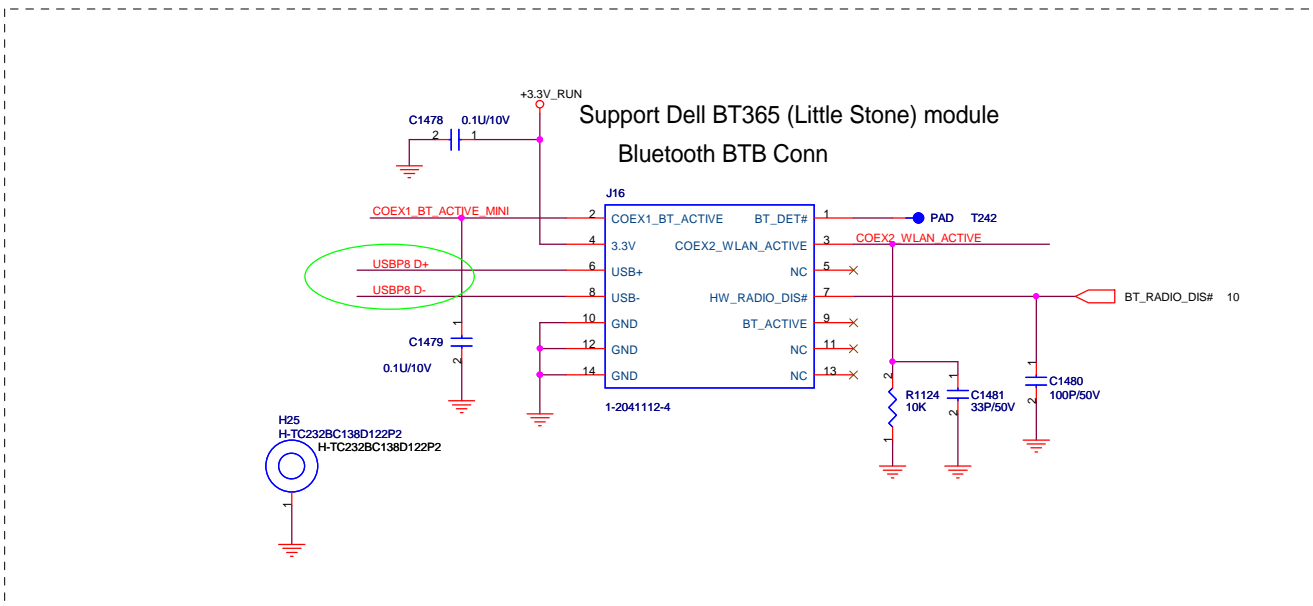 +3.3V_RUN
Support Dell BT365 (Little Stone) module
Bluetooth BTB Conn
C1478 0.1U/10V
2 1
J16
COEX1_BT_ACTIVE_MINI 2 COEX1_BT_ACTIVE BT_DET# 1 PAD T242
4 3.3V COEX2_WLAN_ACTIVE 3 COEX2_WLAN_ACTIVE
USBP8 D+ 6 USB+ NC 5
USBP8 D- 8 USB- HW_RADIO_DIS# 7 BT_RADIO_DIS# 10
10 GND BT_ACTIVE 9
12 GND NC 11
14 GND NC 13
1-2041112-4
1
C1479
0.1U/10V
2
2
R1124
10K
1
1
C1481
33P/50V
2
1
C1480
100P/50V
2
H25
H-TC232BC138D122P2
H-TC232BC138D122P2
1